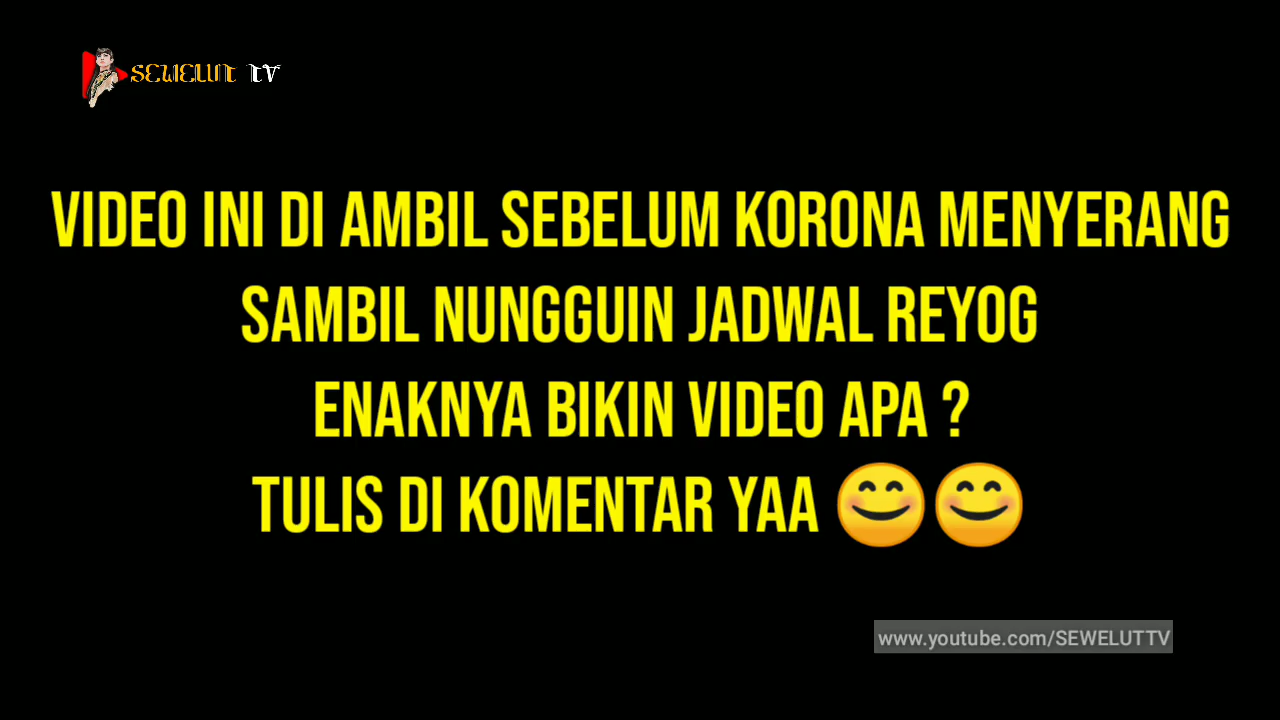 SEWELUT TV
VIDEO INI DI AMBIL SEBELUM KORONA MENYERANG
SAMBIL NUNGGUIN JADWAL REYOG
ENAKNYA BIKIN VIDEO APA ?
TULIS DI KOMENTAR YAA 😊😊
www.youtube.com/SEWELUTTV